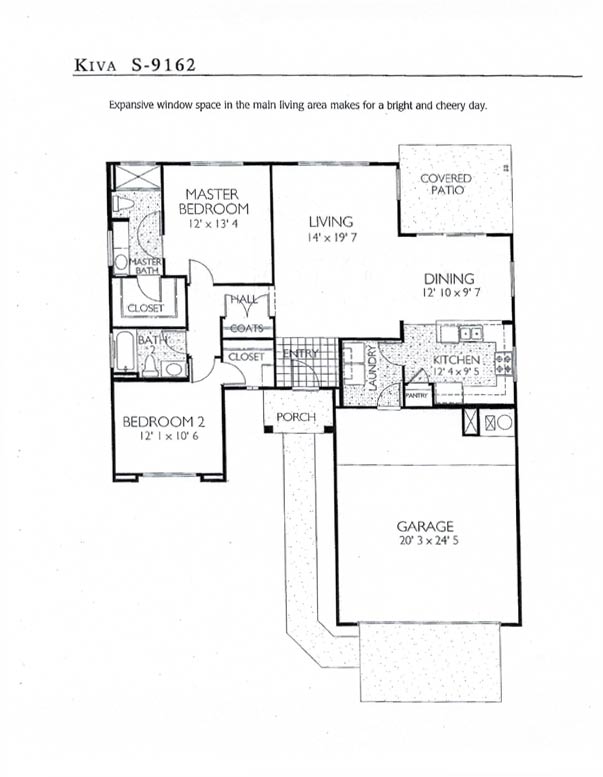 KIVA S-9162
Expansive window space in the main living area makes for a bright and cheery day.
COVERED
PATIO
MASTER
BEDROOM
12' x 13' 4
LIVING
14' x 19' 7
MASTER
BATH
DINING
12' 10 x 9' 7
CLOSET
HALL
COATS
BATH
2
CLOSET
ENTRY
LAUNDRY
KITCHEN
12' 4 x 9' 5
PANTRY
PORCH
BEDROOM 2
12' 1 x 10' 6
GARAGE
20' 3 x 24' 5